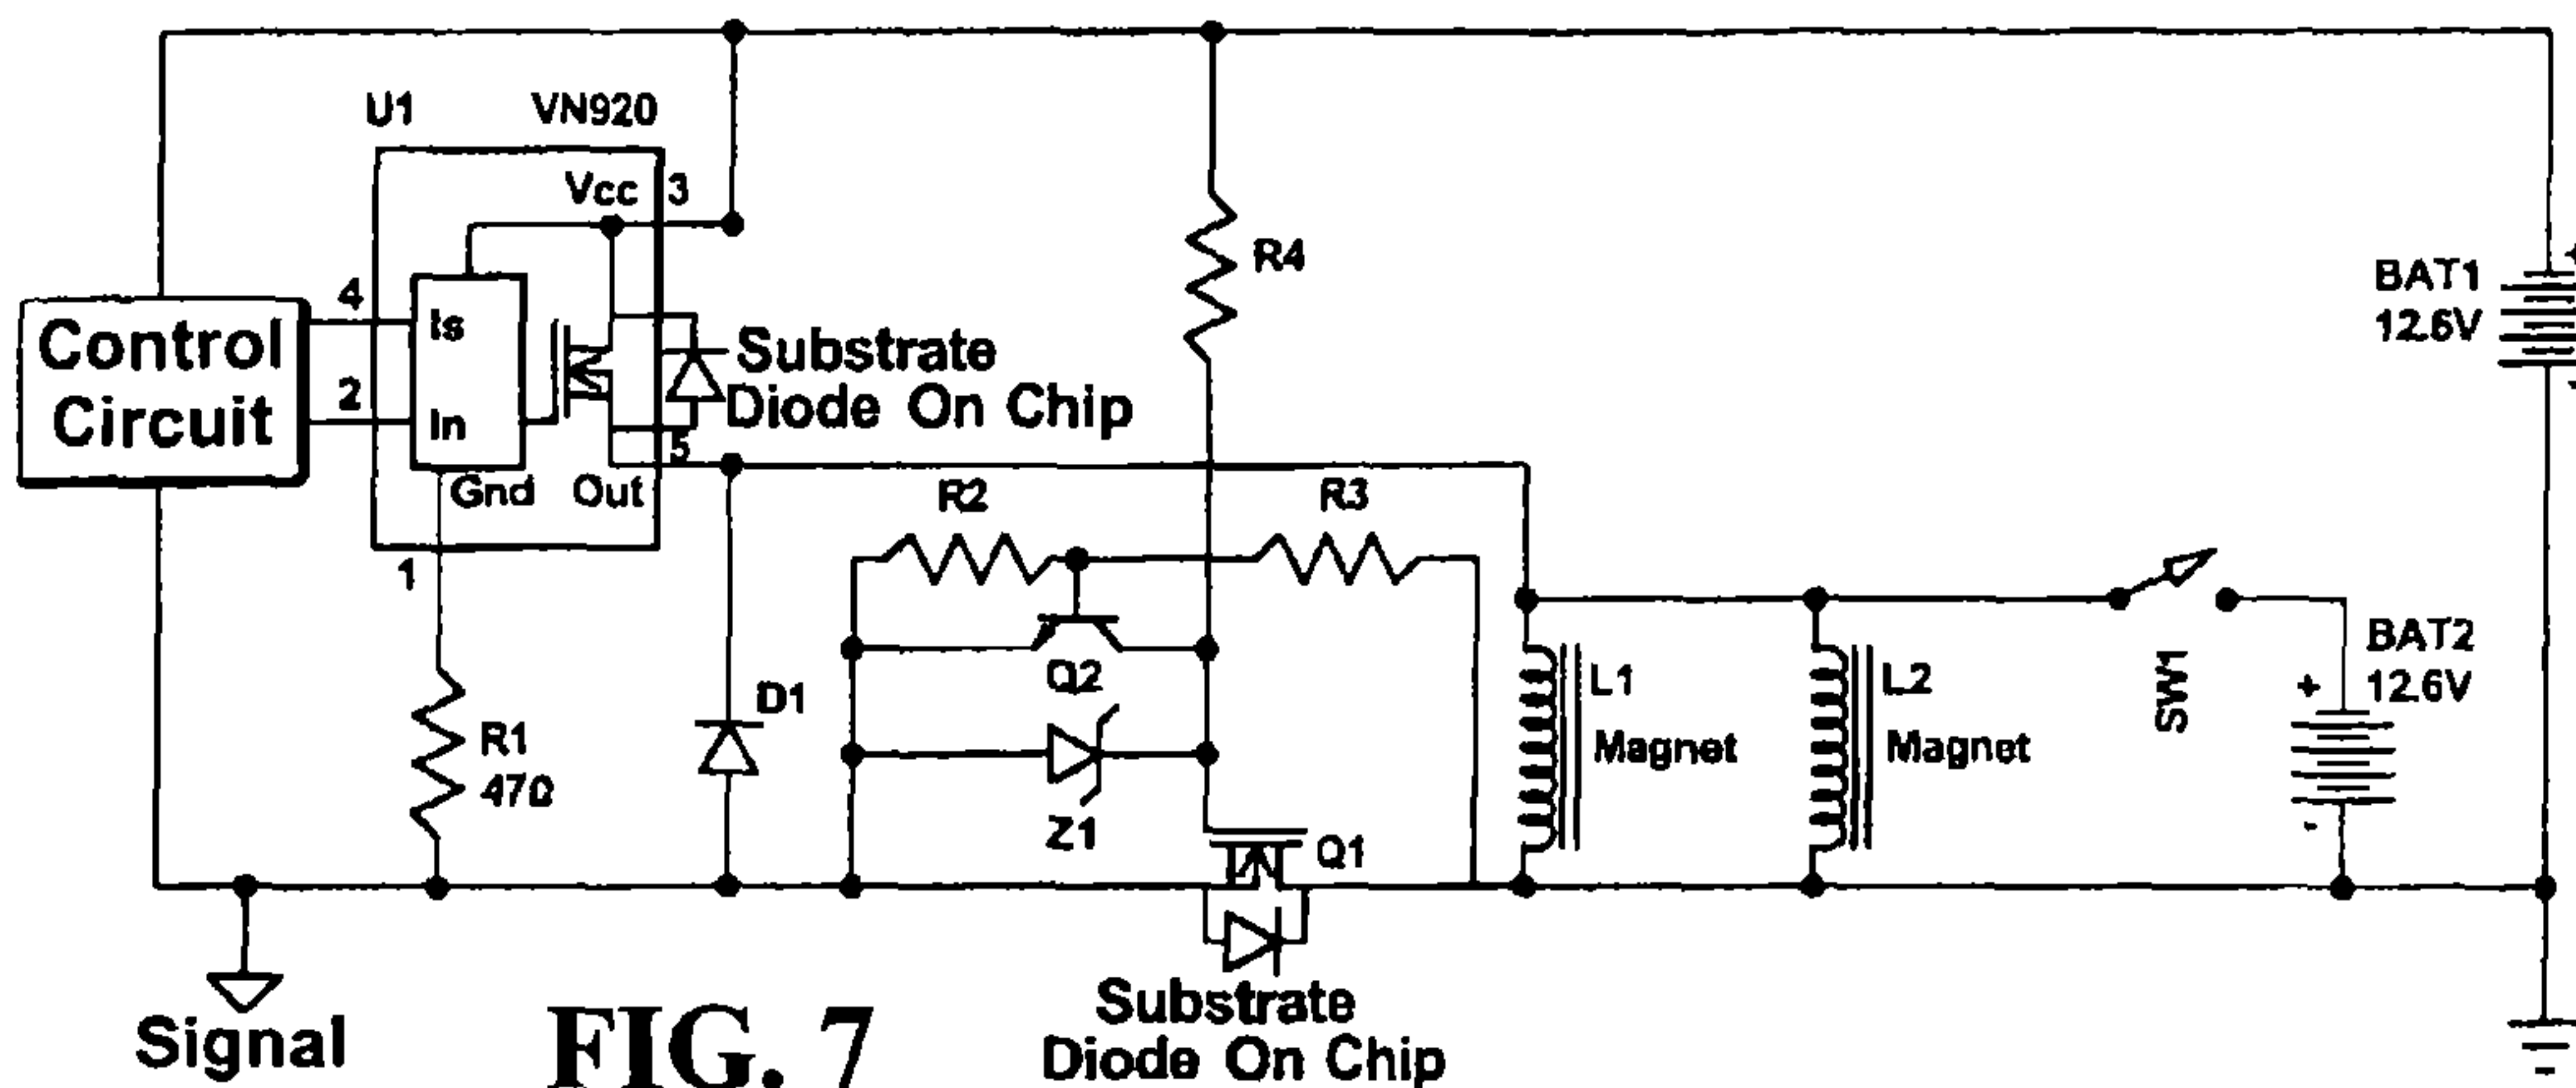 U1 VN920
Vcc 3
4 Is
2 In
Control
Circuit
Substrate
Diode On Chip
5
Gnd Out
1
R1
47Ω
D1
R2
R3
R4
Q2
Z1
Q1
L1
Magnet
L2
Magnet
SW1
BAT1
12.6V
BAT2
12.6V
+
-
Signal
FIG. 7
Substrate
Diode On Chip